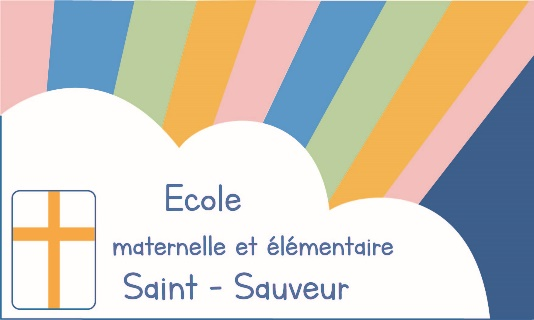 Ecole
maternelle et élémentaire
Saint - Sauveur